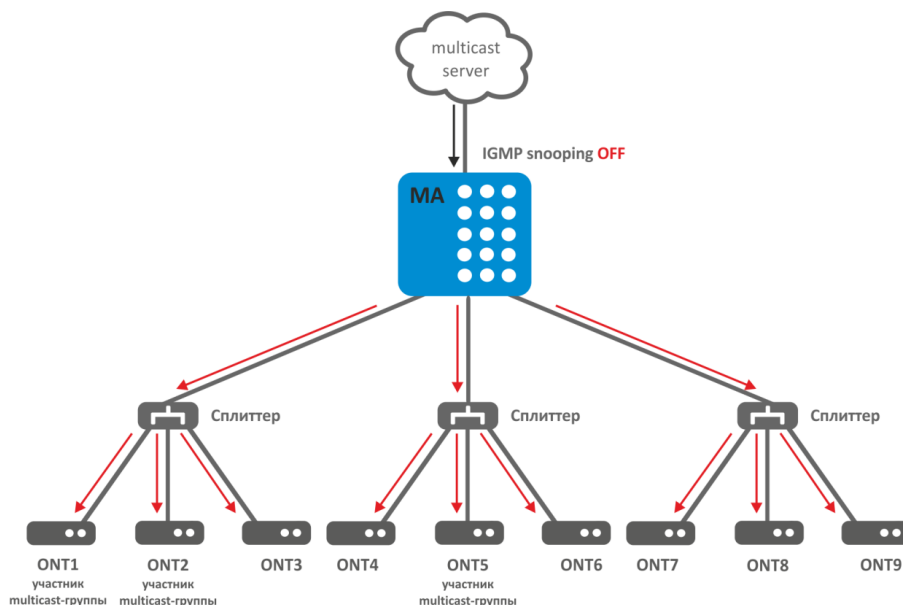 multicast
server
IGMP snooping OFF
MA
Сплиттер
Сплиттер
Сплиттер
ONT1
участник
multicast-группы
ONT2
участник
multicast-группы
ONT3
ONT4
ONT5
участник
multicast-группы
ONT6
ONT7
ONT8
ONT9